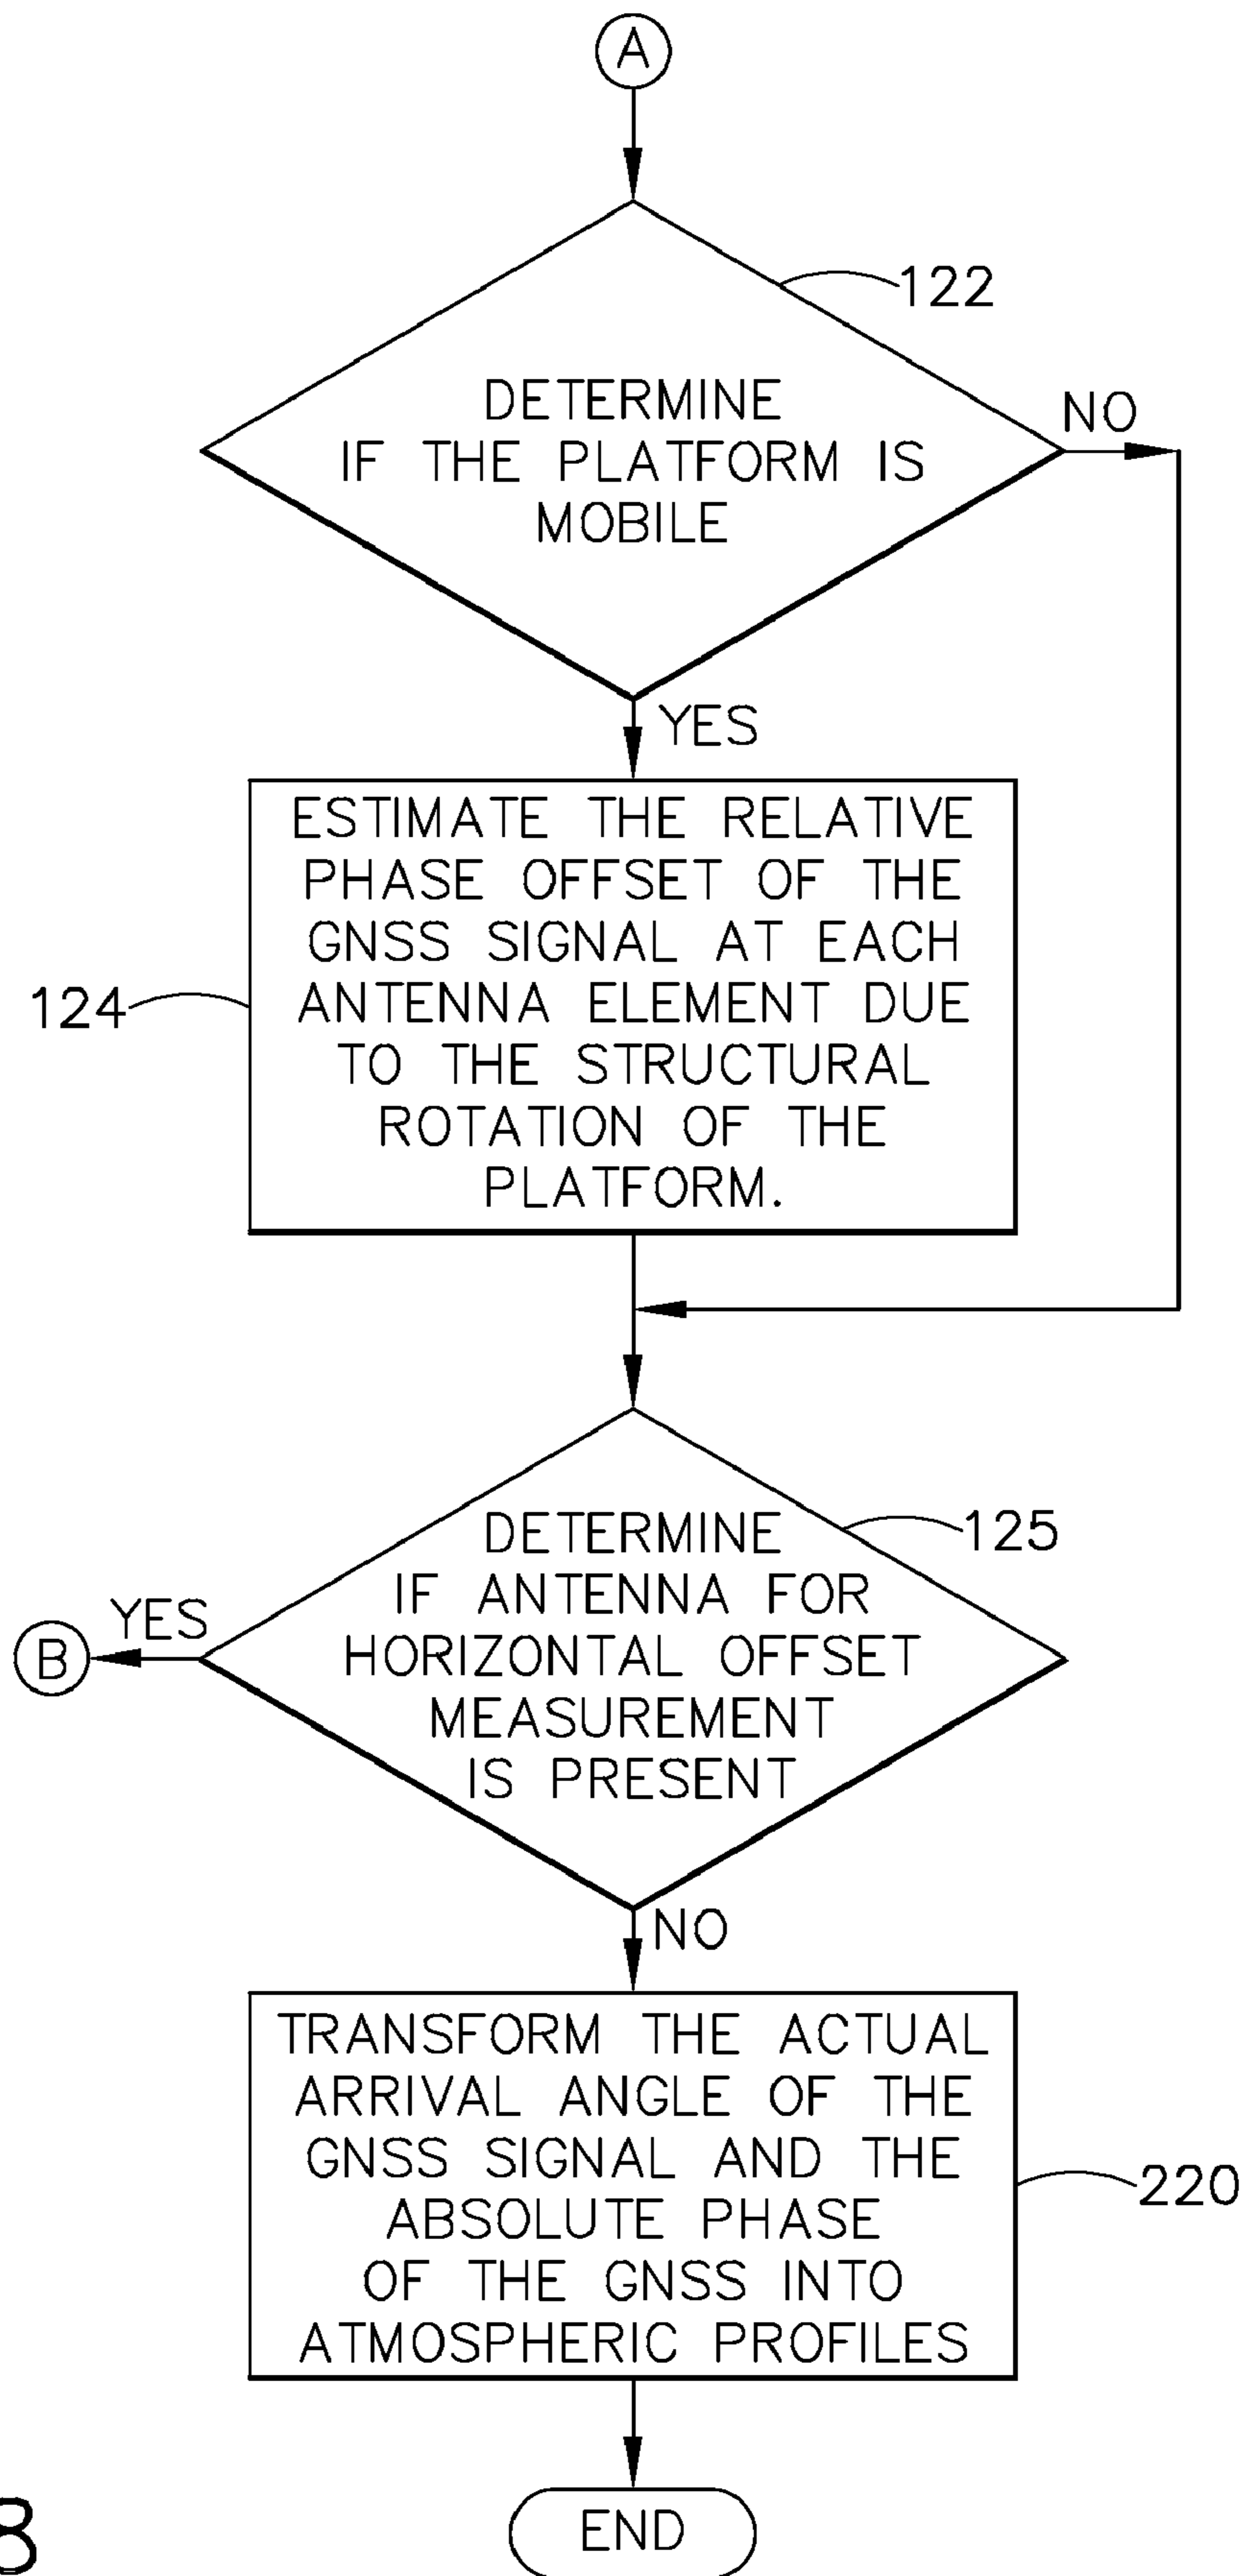 A
122
DETERMINE
IF THE PLATFORM IS
MOBILE
NO
YES
ESTIMATE THE RELATIVE
PHASE OFFSET OF THE
GNSS SIGNAL AT EACH
ANTENNA ELEMENT DUE
TO THE STRUCTURAL
ROTATION OF THE
PLATFORM.
124
125
DETERMINE
IF ANTENNA FOR
HORIZONTAL OFFSET
MEASUREMENT
IS PRESENT
YES
B
NO
TRANSFORM THE ACTUAL
ARRIVAL ANGLE OF THE
GNSS SIGNAL AND THE
ABSOLUTE PHASE
OF THE GNSS INTO
ATMOSPHERIC PROFILES
220
END
8